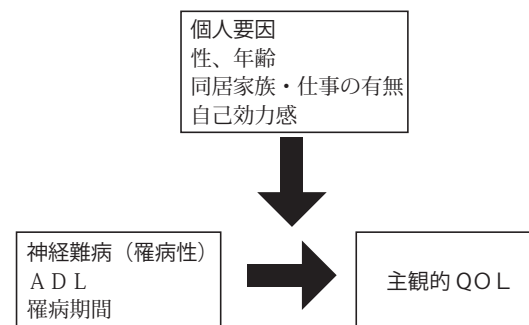 個人要因
性、年齢
同居家族・仕事の有無
自己効力感
神経難病（罹病性）
ＡＤＬ
罹病期間
主観的ＱＯＬ